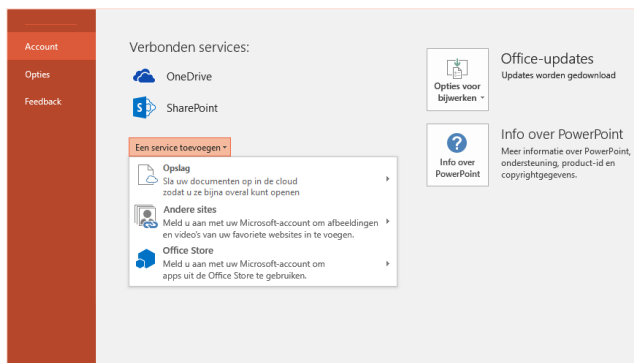 Account
Opties
Feedback
Verbonden services:
OneDrive
S
SharePoint
Een service toevoegen
Opslag
Sla uw documenten op in de cloud
zodat u ze bijna overal kunt openen
Andere sites
Meld u aan met uw Microsoft-account om afbeeldingen
en video's van uw favoriete websites in te voegen.
Office Store
Meld u aan met uw Microsoft-account om
apps uit de Office Store te gebruiken.
Opties voor
bijwerken
Office-updates
Updates worden gedownload
?
Info over
PowerPoint
Info over PowerPoint
Meer informatie over PowerPoint,
ondersteuning, product-id en
copyrightgegevens.